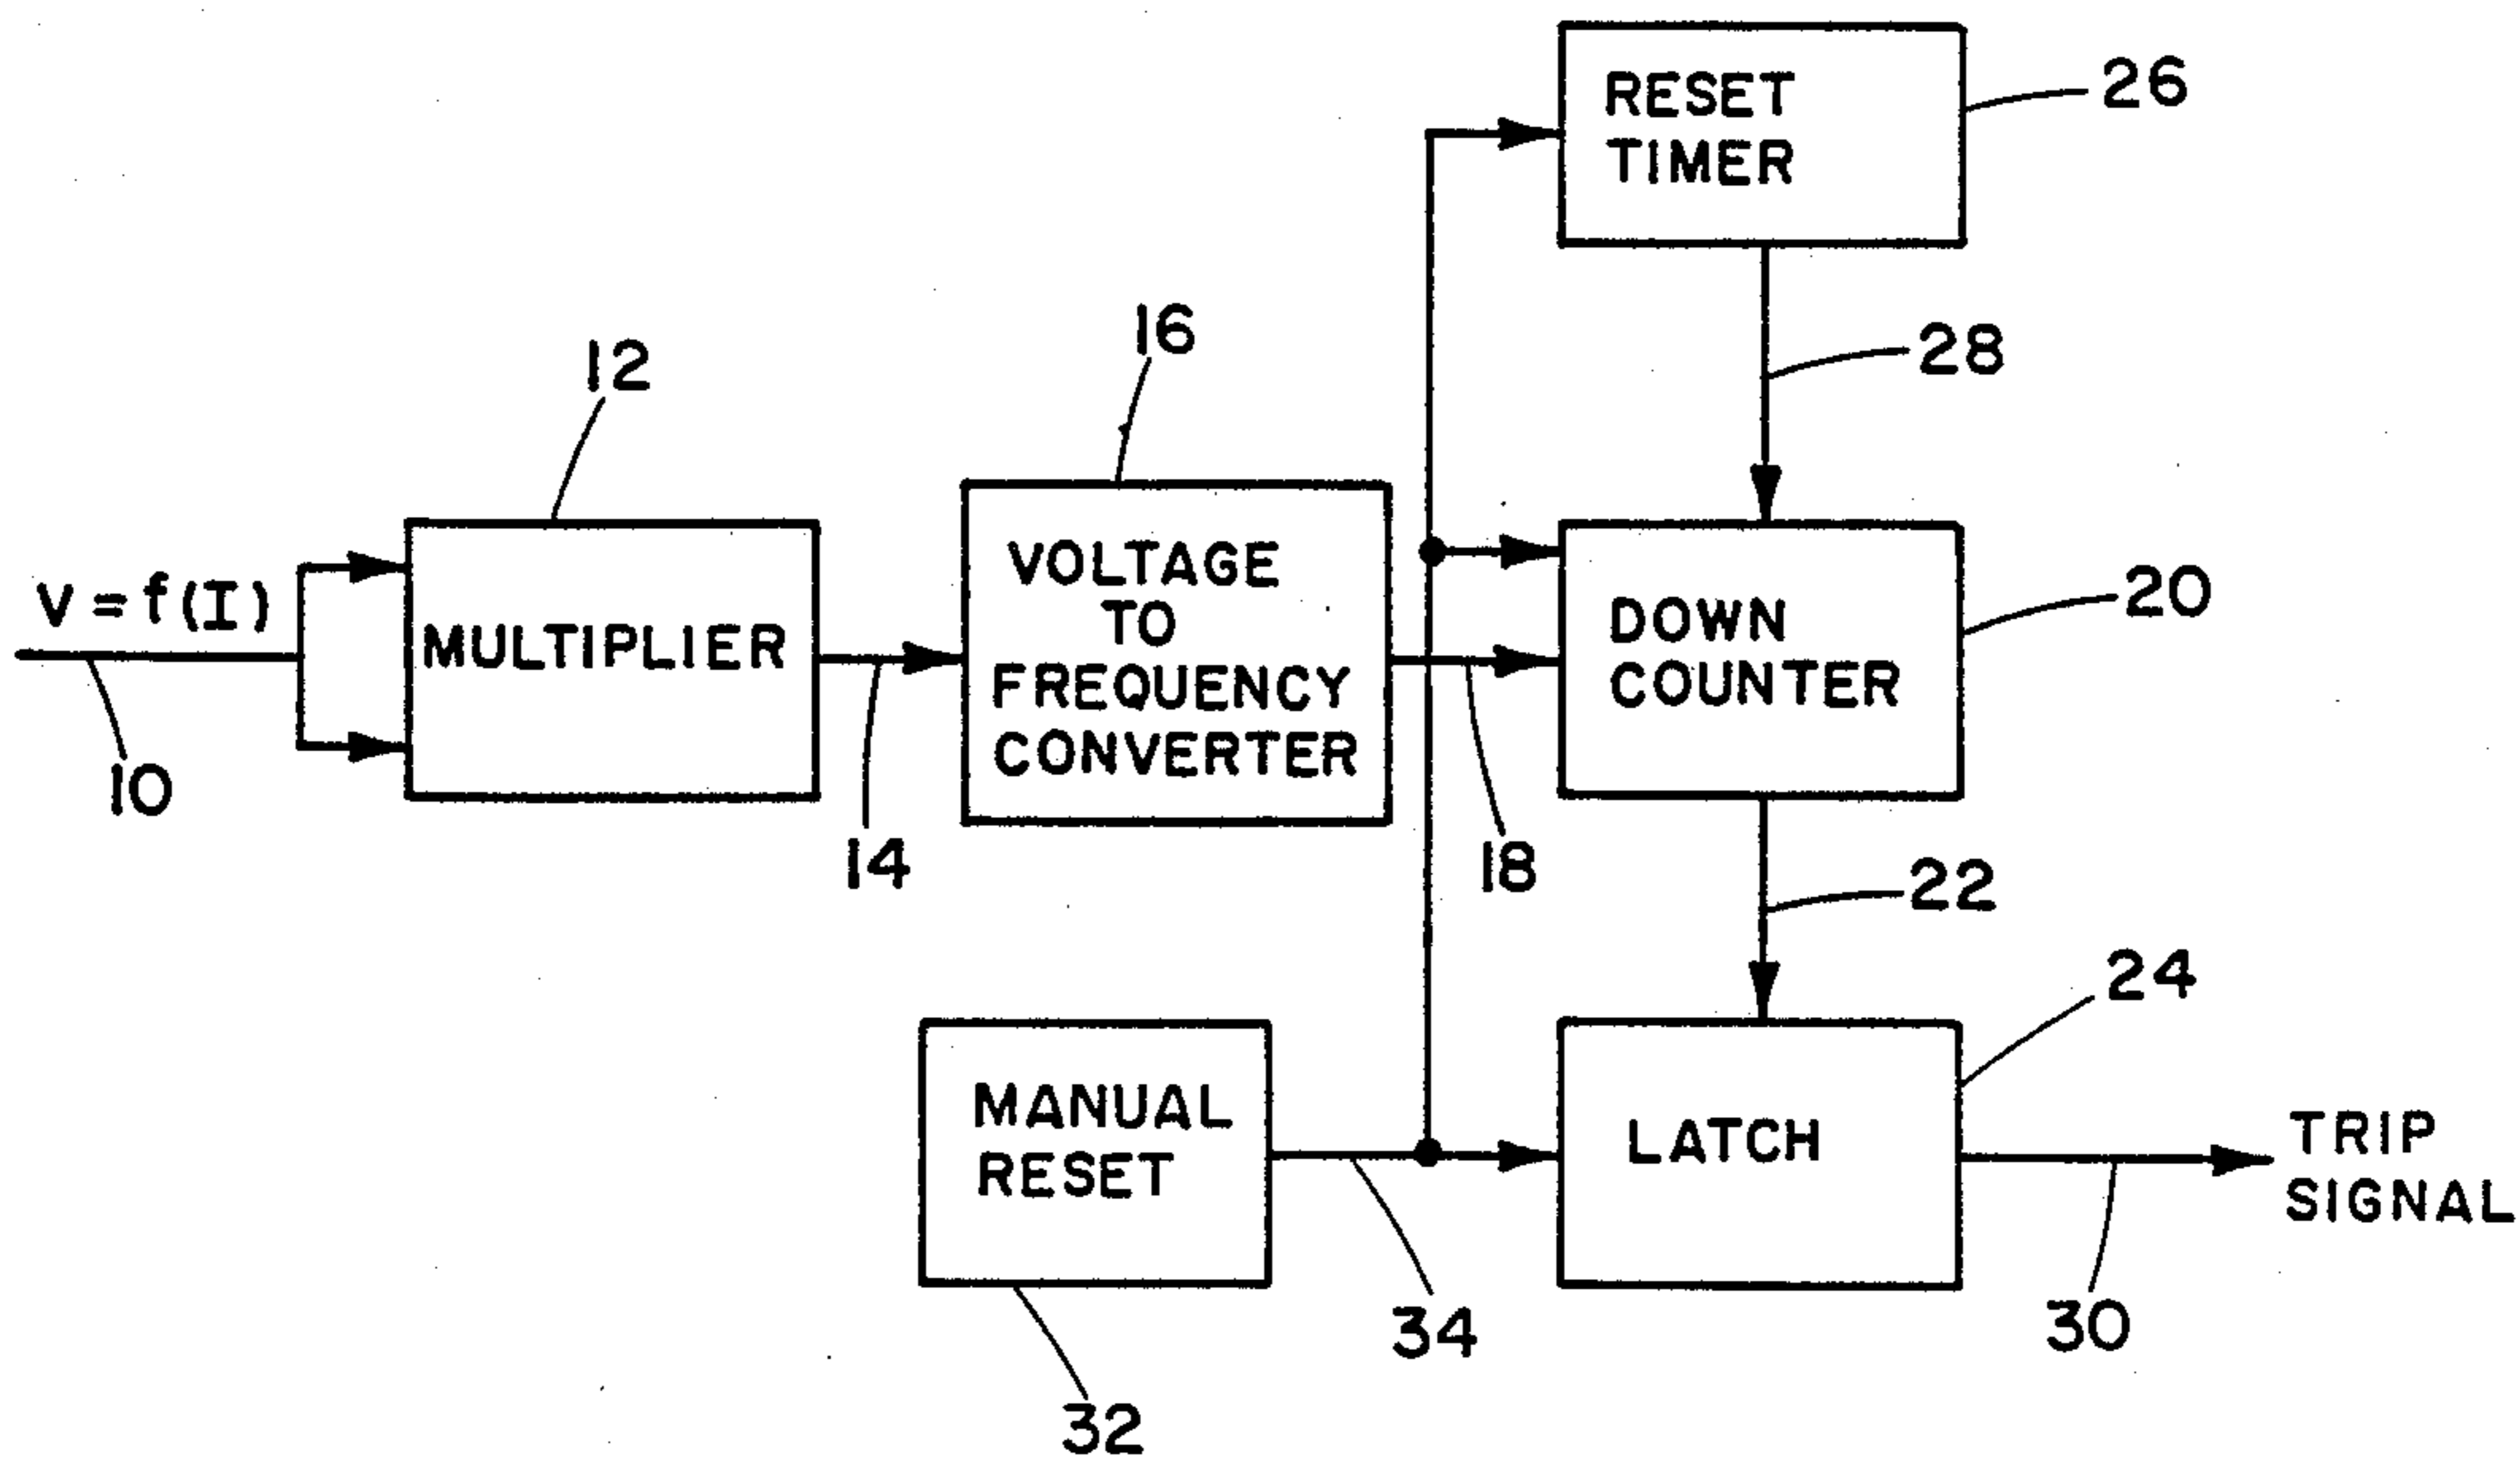 RESET
TIMER
26
28
16
12
V=f(I)
10
MULTIPLIER
14
VOLTAGE
TO
FREQUENCY
CONVERTER
18
DOWN
COUNTER
20
22
24
MANUAL
RESET
32
34
LATCH
TRIP
SIGNAL
30